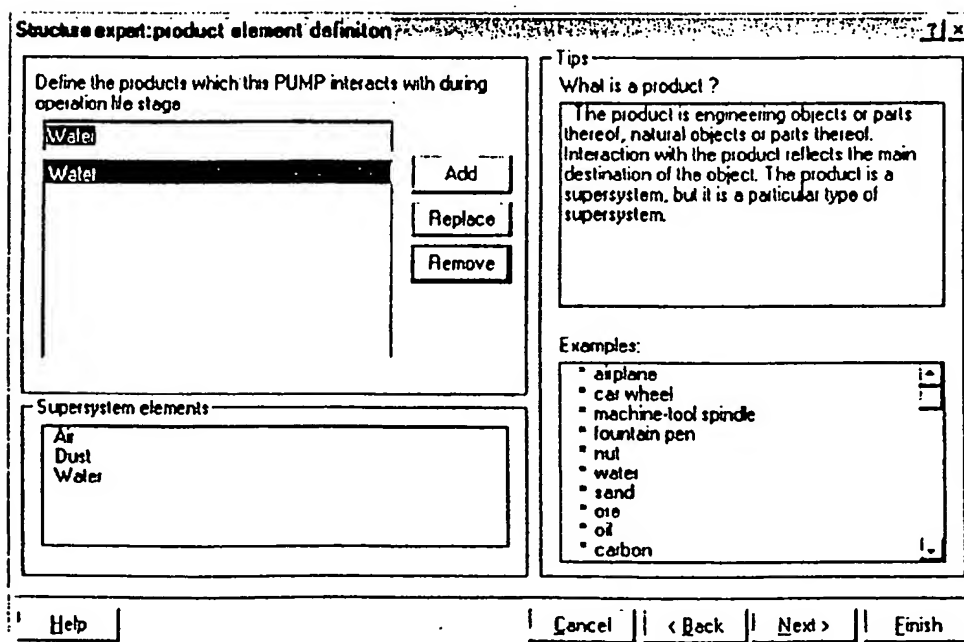 Structure expert:product element definiton
? ×
Define the products which this PUMP interacts with during
operation life stage
Water
Water
Add
Replace
Remove
Supersystem elements
Air
Dust
Water
Tips
What is a product ?
The product is engineering objects or parts
thereof, natural objects or parts thereof.
Interaction with the product reflects the main
destination of the object. The product is a
supersystem, but it is a particular type of
supersystem.
Examples:
* airplane
* car wheel
* machine-tool spindle
* fountain pen
* nut
* water
* sand
* ore
* oil
* carbon
Help
Cancel
< Back
Next >
Finish